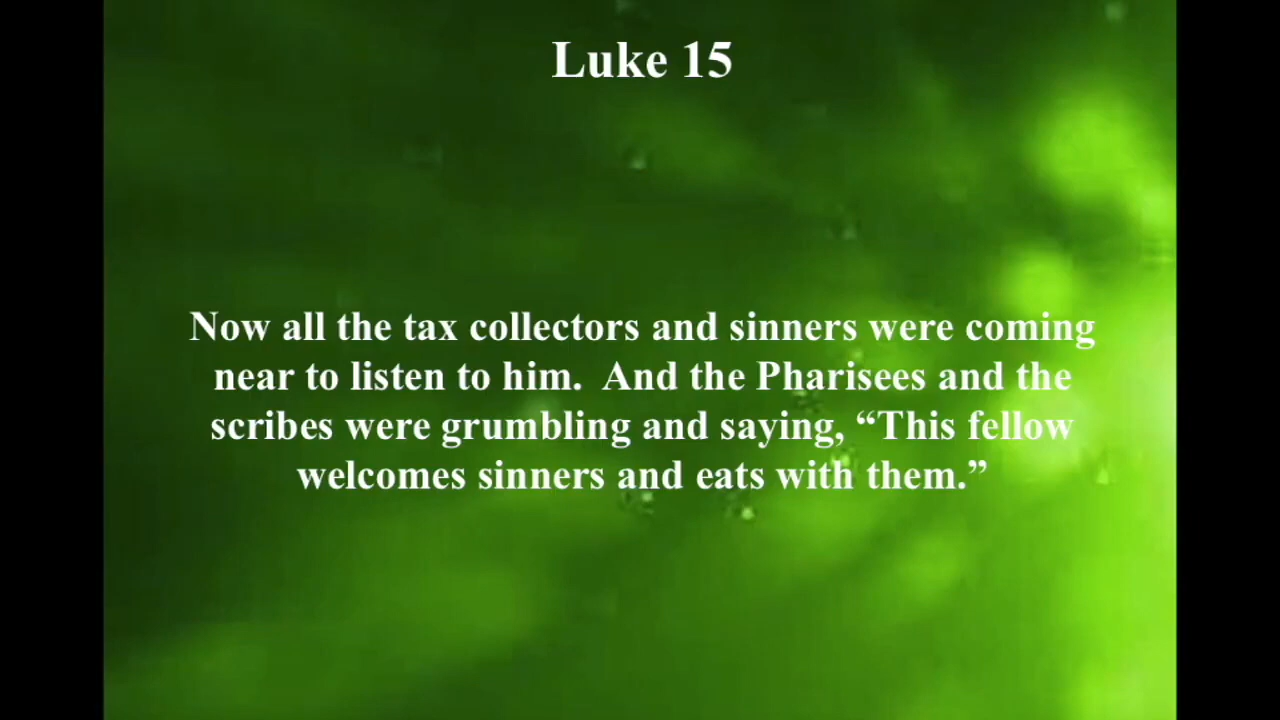 Luke 15
Now all the tax collectors and sinners were coming
near to listen to him.  And the Pharisees and the
scribes were grumbling and saying, “This fellow
welcomes sinners and eats with them.”